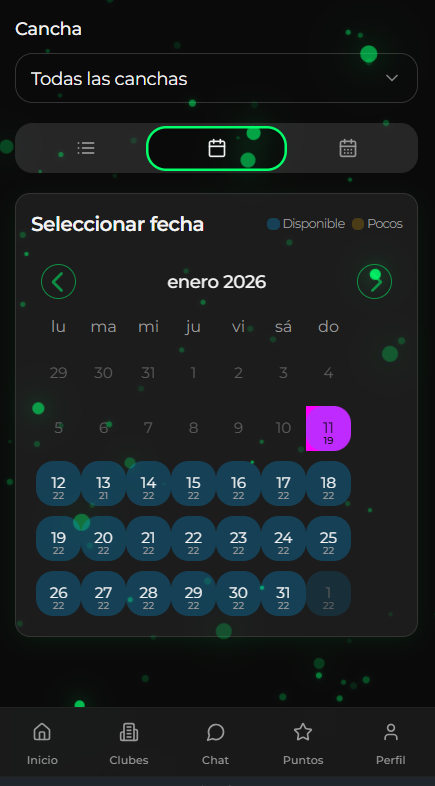 Cancha
Todas las canchas
Seleccionar fecha Disponible Pocos
enero 2026
lu ma mi ju vi sá do
29 30 31 1 2 3 4
5 6 7 8 9 10 11
19
12 13 14 15 16 17 18
22 21 22 22 22 22 22
19 20 21 22 23 24 25
22 22 22 22 22 22 22
26 27 28 29 30 31 1
22 22 22 22 22 22 22
Inicio Clubes Chat Puntos Perfil